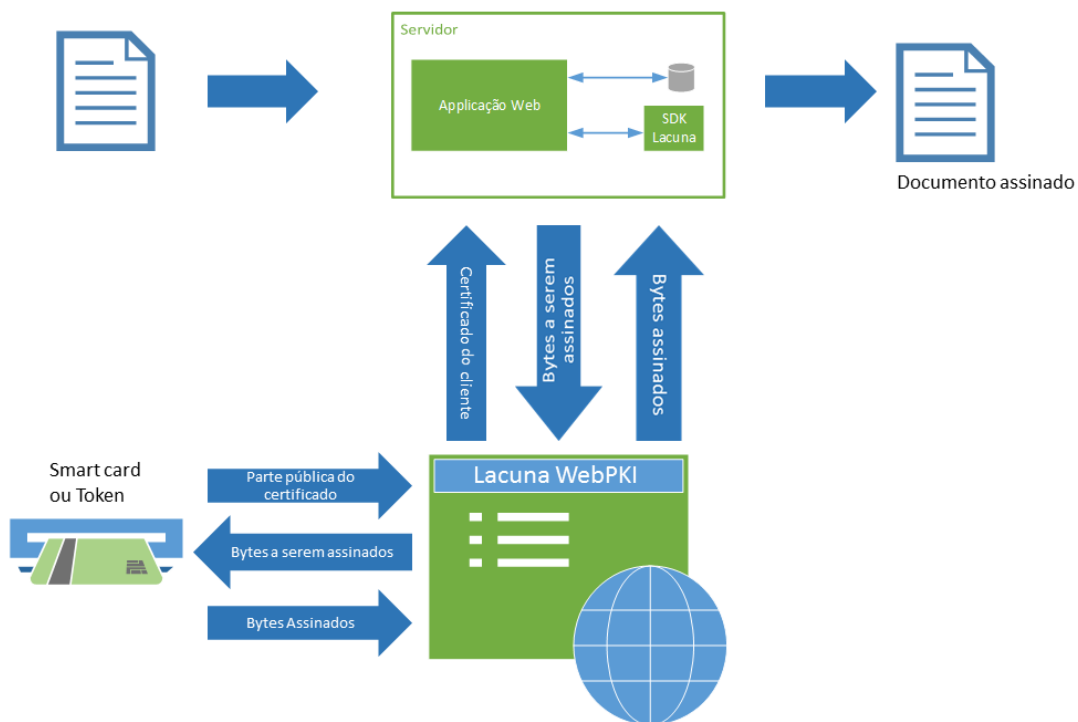 Servidor
Applicação Web
SDK
Lacuna
Documento assinado
Certificado do cliente
Bytes a serem
assinados
Bytes assinados
Smart card
ou Token
Parte pública do
certificado
Bytes a serem assinados
Bytes Assinados
Lacuna WebPKI